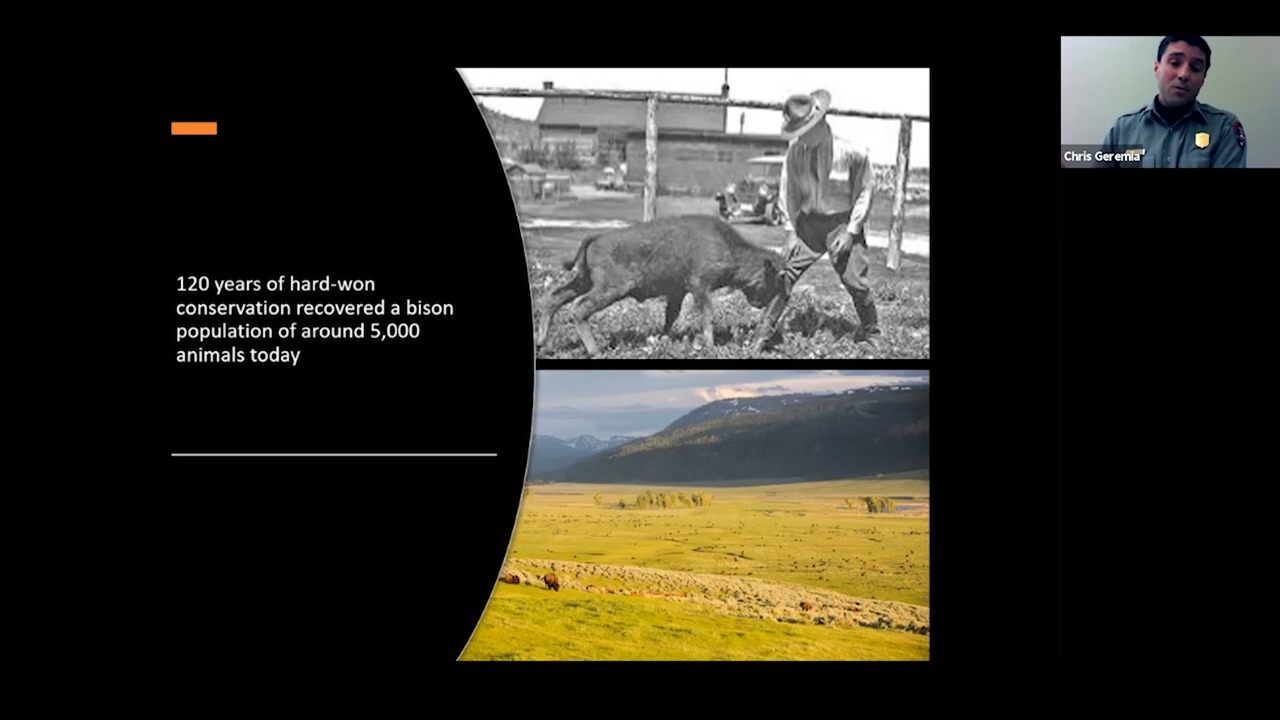 120 years of hard-won
conservation recovered a bison
population of around 5,000
animals today
Chris Geremia